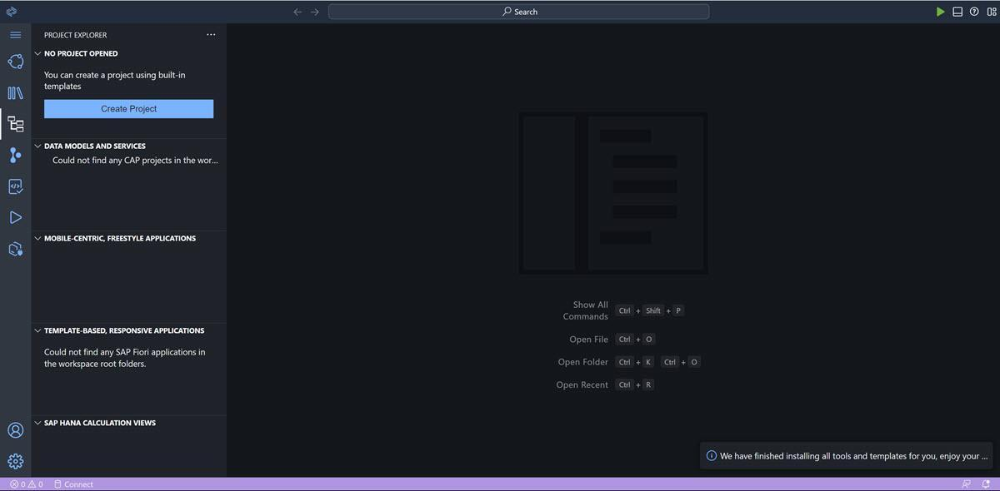 Search
PROJECT EXPLORER
NO PROJECT OPENED
You can create a project using built-in
templates
Create Project
DATA MODELS AND SERVICES
Could not find any CAP projects in the wor...
MOBILE-CENTRIC, FREESTYLE APPLICATIONS
TEMPLATE-BASED, RESPONSIVE APPLICATIONS
Could not find any SAP Fiori applications in
the workspace root folders.
SAP HANA CALCULATION VIEWS
Show All
Commands Ctrl + Shift + P
Open File Ctrl + O
Open Folder Ctrl + K Ctrl + O
Open Recent Ctrl + R
We have finished installing all tools and templates for you, enjoy your ...
0 0 Connect